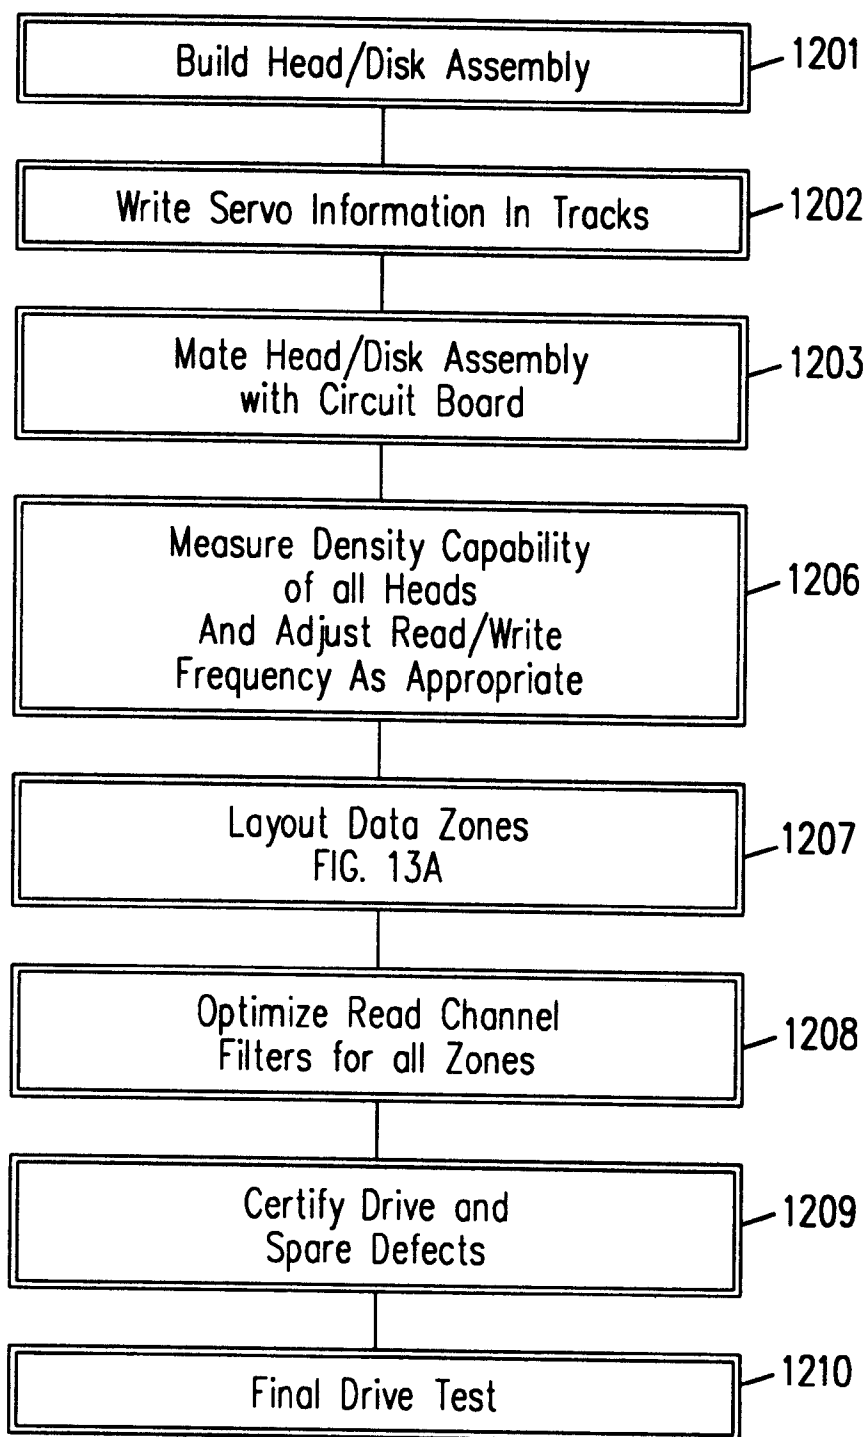 Build Head/Disk Assembly
1201
Write Servo Information In Tracks
1202
Mate Head/Disk Assembly
with Circuit Board
1203
Measure Density Capability
of all Heads
And Adjust Read/Write
Frequency As Appropriate
1206
Layout Data Zones
FIG. 13A
1207
Optimize Read Channel
Filters for all Zones
1208
Certify Drive and
Spare Defects
1209
Final Drive Test
1210